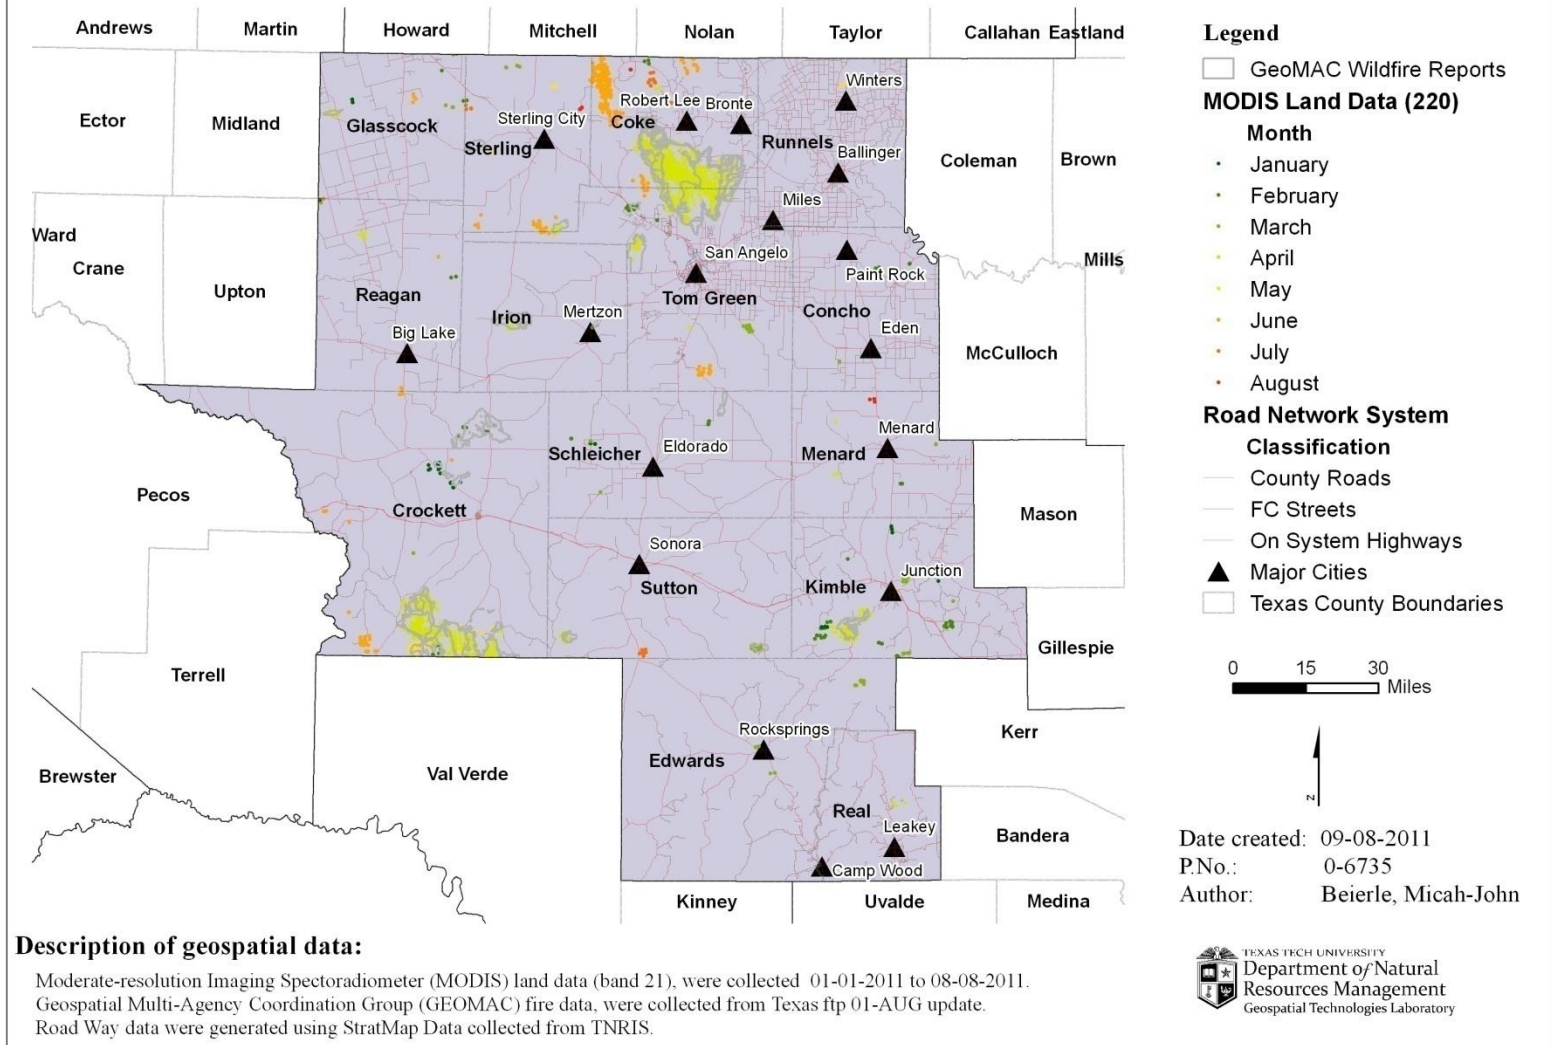 Andrews
Martin
Howard
Mitchell
Nolan
Taylor
Callahan
Eastland
Ector
Midland
Glasscock
Sterling City
Sterling
Robert Lee
Bronte
Coke
Winters
Runnels
Ballinger
Coleman
Brown
Miles
Ward
Crane
Upton
Reagan
Big Lake
Irion
Mertzon
San Angelo
Tom Green
Paint Rock
Concho
Eden
Mills
McCulloch
Pecos
Crockett
Schleicher
Eldorado
Menard
Menard
Mason
Sonora
Sutton
Kimble
Junction
Gillespie
Terrell
Brewster
Val Verde
Rocksprings
Edwards
Real
Leakey
Camp Wood
Kerr
Bandera
Kinney
Uvalde
Medina
Legend
GeoMAC Wildfire Reports
MODIS Land Data (220)
Month
January
February
March
April
May
June
July
August
Road Network System
Classification
County Roads
FC Streets
On System Highways
Major Cities
Texas County Boundaries
0 15 30
Miles
z
Date created: 09-08-2011
P.No.: 0-6735
Author: Beierle, Micah-John
Description of geospatial data:
Moderate-resolution Imaging Spectoradiometer (MODIS) land data (band 21), were collected 01-01-2011 to 08-08-2011.
Geospatial Multi-Agency Coordination Group (GEOMAC) fire data, were collected from Texas ftp 01-AUG update.
Road Way data were generated using StratMap Data collected from TNRIS.
TEXAS TECH UNIVERSITY
Department of Natural
Resources Management
Geospatial Technologies Laboratory